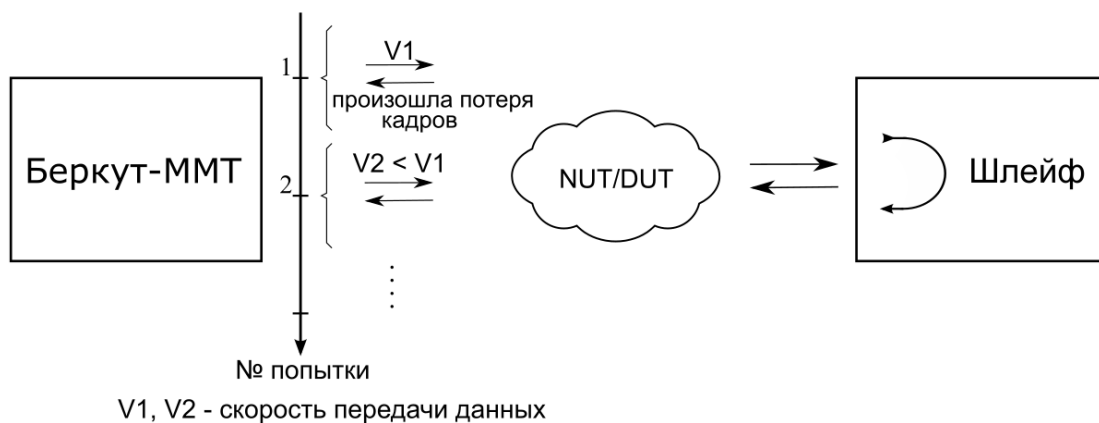 V1
1
произошла потеря
кадров
Беркут-ММТ
V2 < V1
2
NUT/DUT
Шлейф
№ попытки
V1, V2 - скорость передачи данных